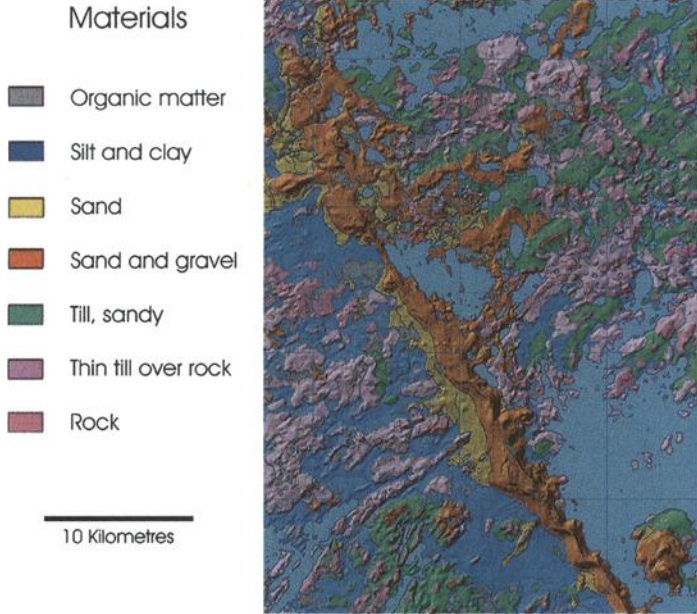 Materials
Organic matter
Silt and clay
Sand
Sand and gravel
Till, sandy
Thin till over rock
Rock
10 Kilometres